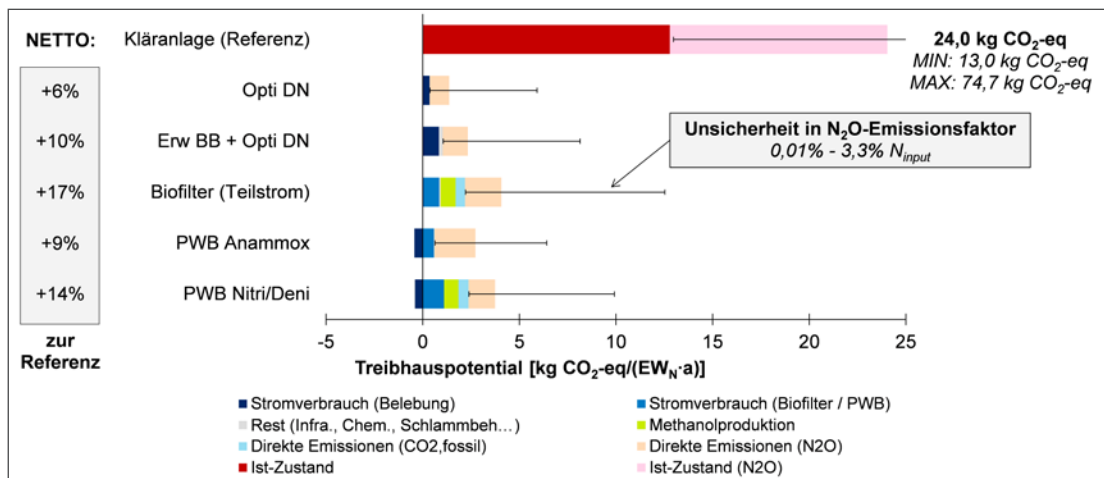 NETTO:
Kläranlage (Referenz)
24,0 kg CO₂-eq
MIN: 13,0 kg CO₂-eq
MAX: 74,7 kg CO₂-eq
+6%
Opti DN
+10%
Erw BB + Opti DN
Unsicherheit in N₂O-Emissionsfaktor
0,01% - 3,3% Nᵢₙₚᵤₜ
+17%
Biofilter (Teilstrom)
+9%
PWB Anammox
+14%
PWB Nitri/Deni
zur
Referenz
-5 0 5 10 15 20 25
Treibhauspotential [kg CO₂-eq/(EW_N·a)]
Stromverbrauch (Belebung)
Stromverbrauch (Biofilter / PWB)
Rest (Infra., Chem., Schlammbeh…)
Methanolproduktion
Direkte Emissionen (CO2,fossil)
Direkte Emissionen (N2O)
Ist-Zustand
Ist-Zustand (N2O)